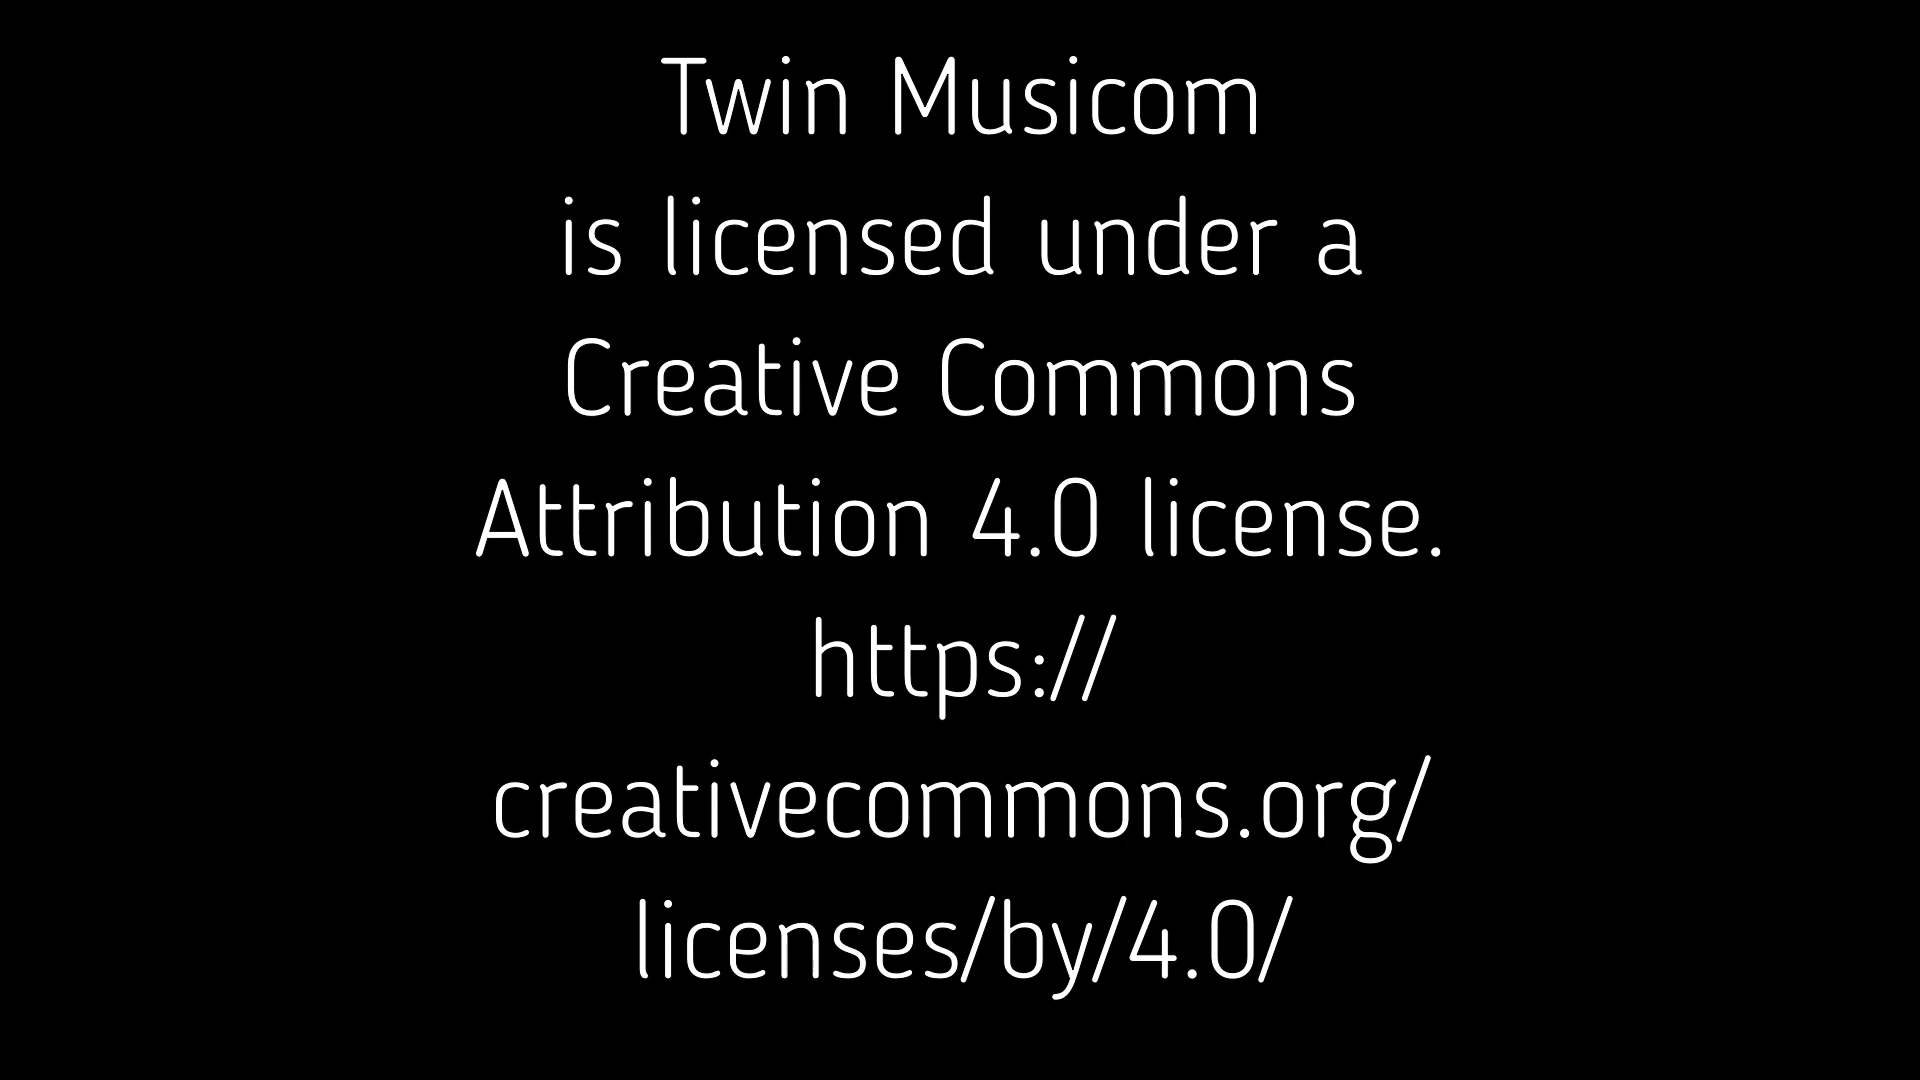 Twin Musicom
is licensed under a
Creative Commons
Attribution 4.0 license.
https://
creativecommons.org/
licenses/by/4.0/